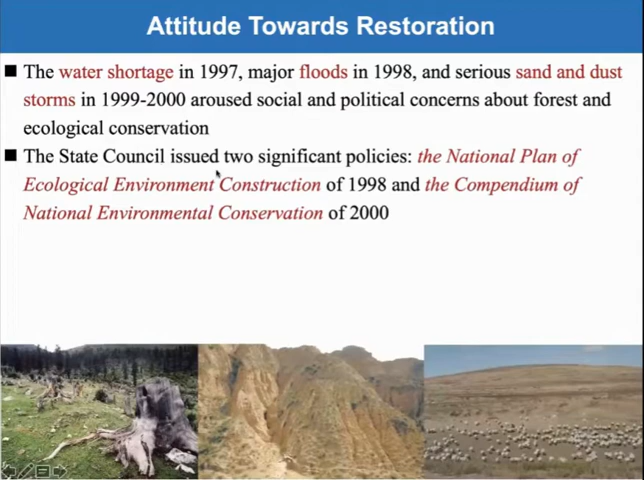 Attitude Towards Restoration
The water shortage in 1997, major floods in 1998, and serious sand and dust
storms in 1999-2000 aroused social and political concerns about forest and
ecological conservation
The State Council issued two significant policies: the National Plan of
Ecological Environment Construction of 1998 and the Compendium of
National Environmental Conservation of 2000